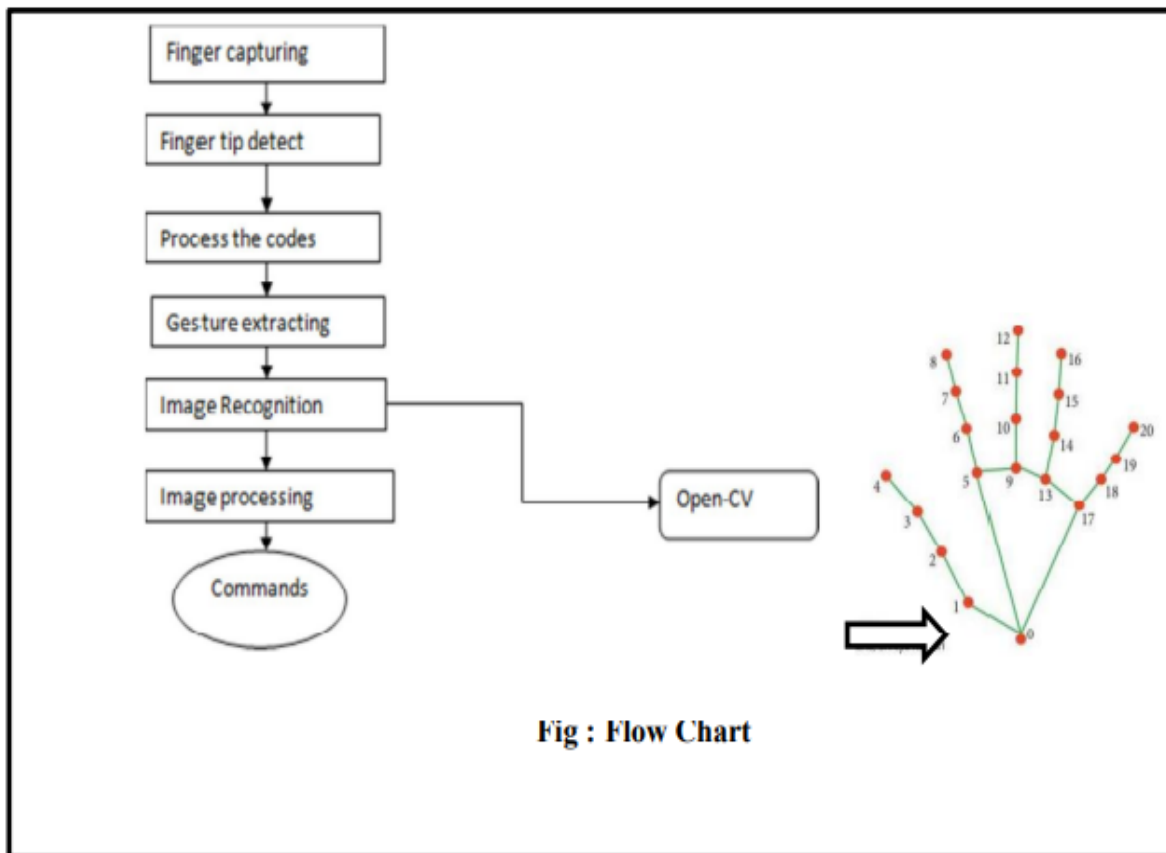 Finger capturing
Finger tip detect
Process the codes
Gesture extracting
Image Recognition
Image processing
Commands
Open-CV
12
8
16
11
7
15
6
10
14
20
4
5
9
13
19
18
3
17
2
1
0
Fig : Flow Chart